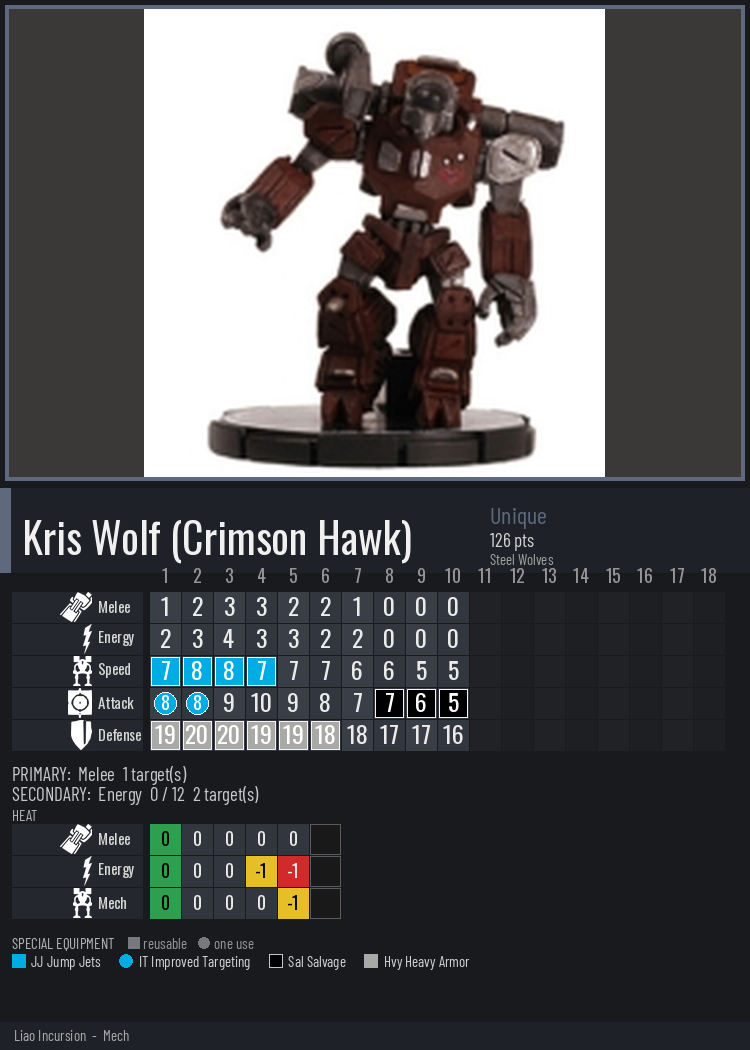 Kris Wolf (Crimson Hawk)
Unique
126 pts
Steel Wolves
1 2 3 4 5 6 7 8 9 10 11 12 13 14 15 16 17 18
Melee 1 2 3 3 2 2 1 0 0 0
Energy 2 3 4 3 3 2 2 0 0 0
Speed 7 8 8 7 7 7 6 6 5 5
Attack 8 8 9 10 9 8 7 7 6 5
Defense 19 20 20 19 19 18 18 17 17 16
PRIMARY: Melee 1 target(s)
SECONDARY: Energy 0 / 12 2 target(s)
HEAT
Melee 0 0 0 0 0
Energy 0 0 0 -1 -1
Mech 0 0 0 0 -1
SPECIAL EQUIPMENT reusable one use
JJ Jump Jets IT Improved Targeting Sal Salvage Hvy Heavy Armor
Liao Incursion - Mech